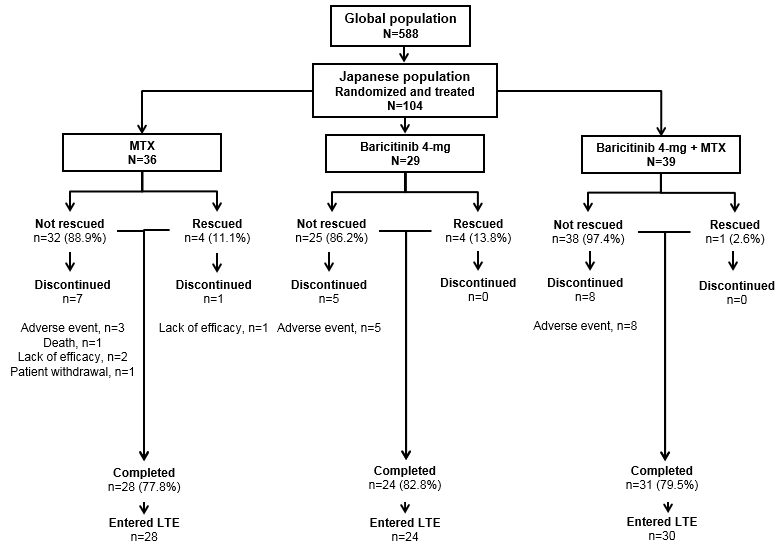 Global population
N=588
Japanese population
Randomized and treated
N=104
MTX
N=36
Baricitinib 4-mg
N=29
Baricitinib 4-mg + MTX
N=39
Not rescued
n=32 (88.9%)
Rescued
n=4 (11.1%)
Not rescued
n=25 (86.2%)
Rescued
n=4 (13.8%)
Not rescued
n=38 (97.4%)
Rescued
n=1 (2.6%)
Discontinued
n=7
Discontinued
n=1
Discontinued
n=5
Discontinued
n=0
Discontinued
n=8
Discontinued
n=0
Adverse event, n=3
Death, n=1
Lack of efficacy, n=2
Patient withdrawal, n=1
Lack of efficacy, n=1
Adverse event, n=5
Adverse event, n=8
Completed
n=28 (77.8%)
Completed
n=24 (82.8%)
Completed
n=31 (79.5%)
Entered LTE
n=28
Entered LTE
n=24
Entered LTE
n=30